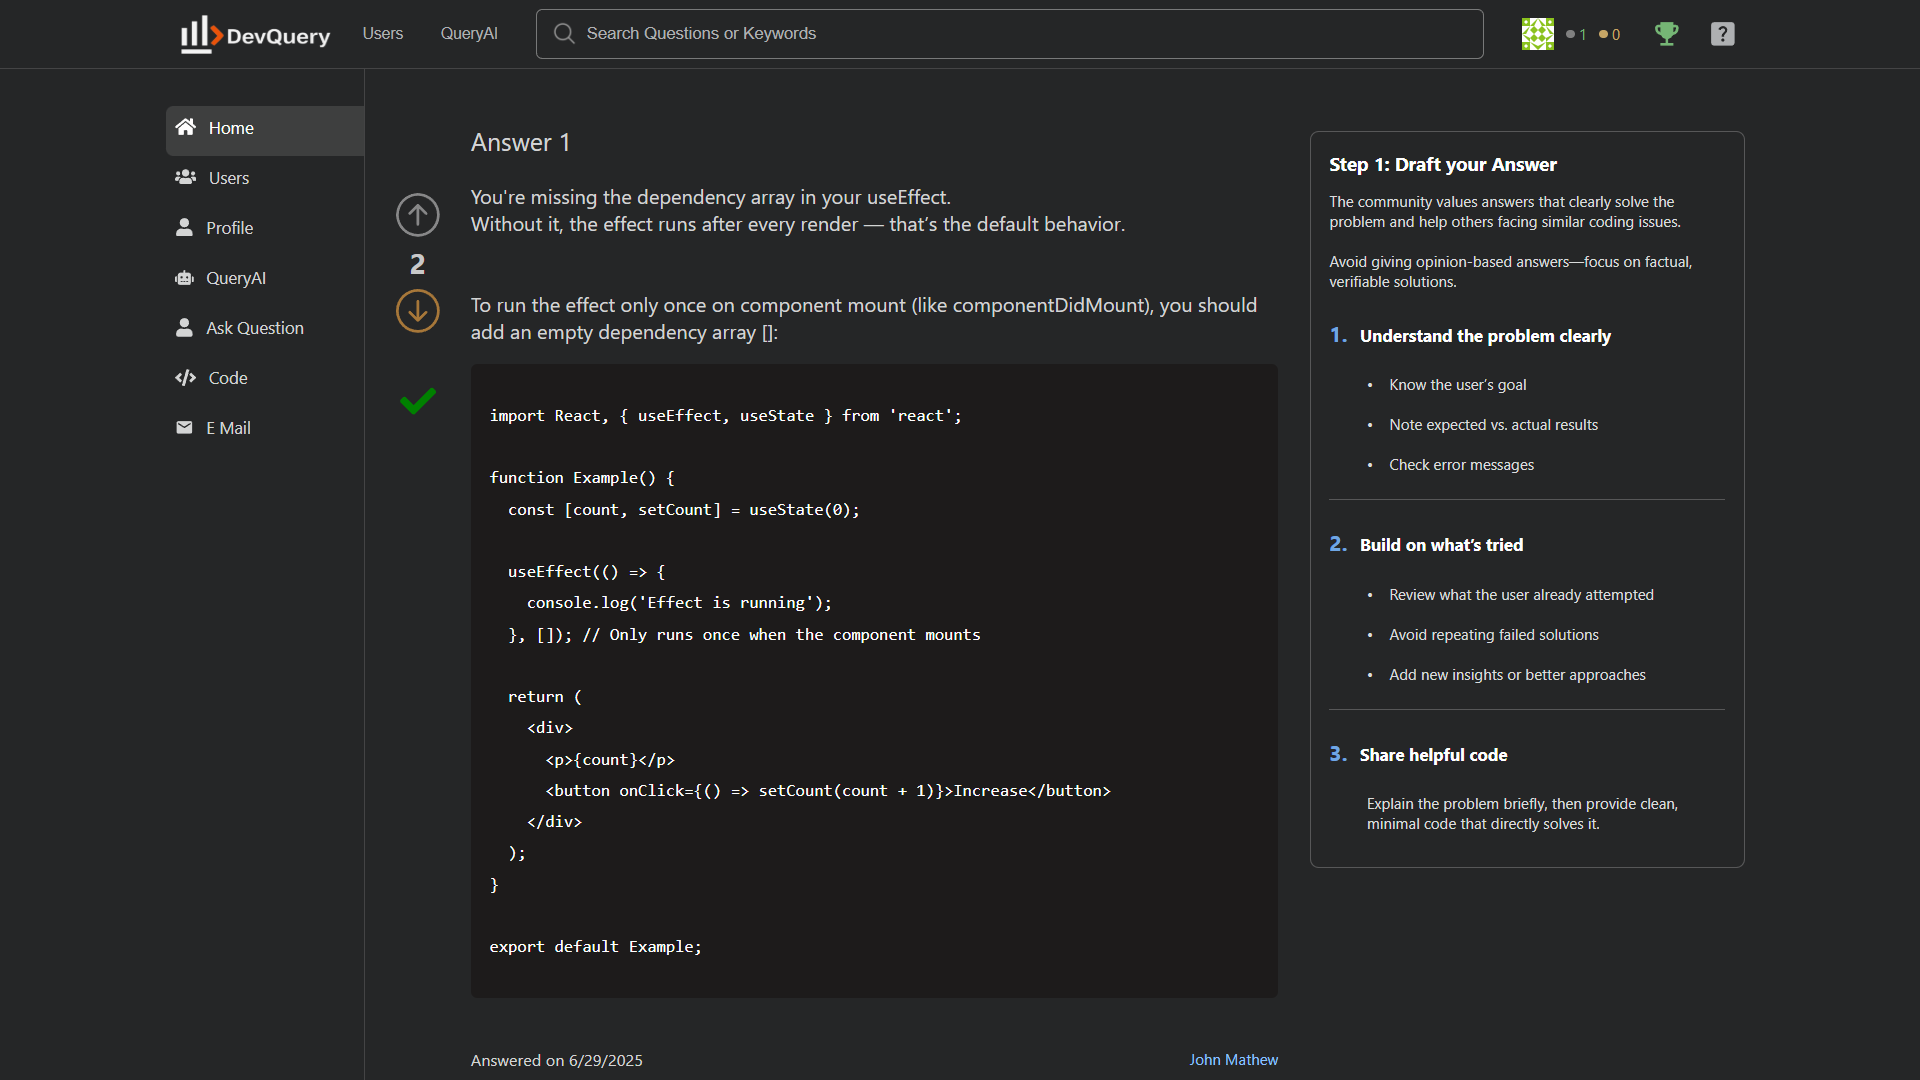 DevQuery
Users
QueryAI
Search Questions or Keywords
1
0
?
Home
Users
Profile
QueryAI
Ask Question
Code
E Mail
Answer 1
You're missing the dependency array in your useEffect.
Without it, the effect runs after every render — that’s the default behavior.
2
To run the effect only once on component mount (like componentDidMount), you should
add an empty dependency array []:
import React, { useEffect, useState } from 'react';
function Example() {
  const [count, setCount] = useState(0);
  useEffect(() => {
    console.log('Effect is running');
  }, []); // Only runs once when the component mounts
  return (
    <div>
      <p>{count}</p>
      <button onClick={() => setCount(count + 1)}>Increase</button>
    </div>
  );
}
export default Example;
Answered on 6/29/2025
John Mathew
Step 1: Draft your Answer
The community values answers that clearly solve the
problem and help others facing similar coding issues.
Avoid giving opinion-based answers—focus on factual,
verifiable solutions.
1. Understand the problem clearly
• Know the user’s goal
• Note expected vs. actual results
• Check error messages
2. Build on what’s tried
• Review what the user already attempted
• Avoid repeating failed solutions
• Add new insights or better approaches
3. Share helpful code
Explain the problem briefly, then provide clean,
minimal code that directly solves it.